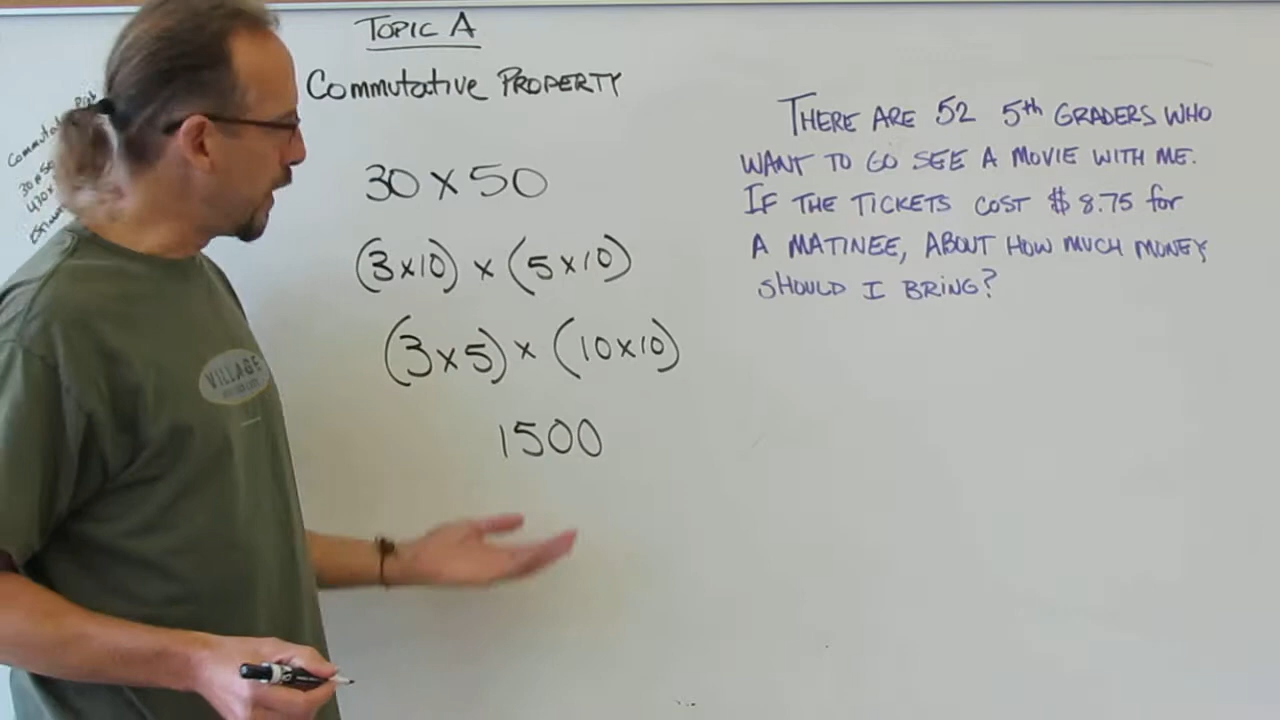 TOPIC A
Commutative PROPERTY
30 x 50
(3x10) x (5x10)
(3x5) x (10x10)
1500
THERE ARE 52 5th GRADERS WHO
WANT TO GO SEE A MOVIE WITH ME.
IF THE TICKETS COST $ 8.75 for
A MATINEE, ABOUT HOW MUCH MONEY
SHOULD I BRING?
VILLAGE